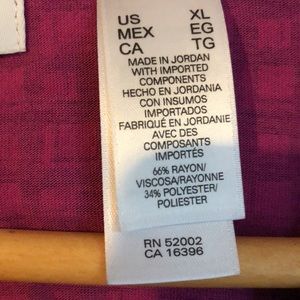 US XL
MEX EG
CA TG
MADE IN JORDAN
WITH IMPORTED
COMPONENTS
HECHO EN JORDANIA
CON INSUMOS
IMPORTADOS
FABRIQUÉ EN JORDANIE
AVEC DES
COMPOSANTS
IMPORTÉS
66% RAYON/
VISCOSA/RAYONNE
34% POLYESTER/
POLIESTER
RN 52002
CA 16396